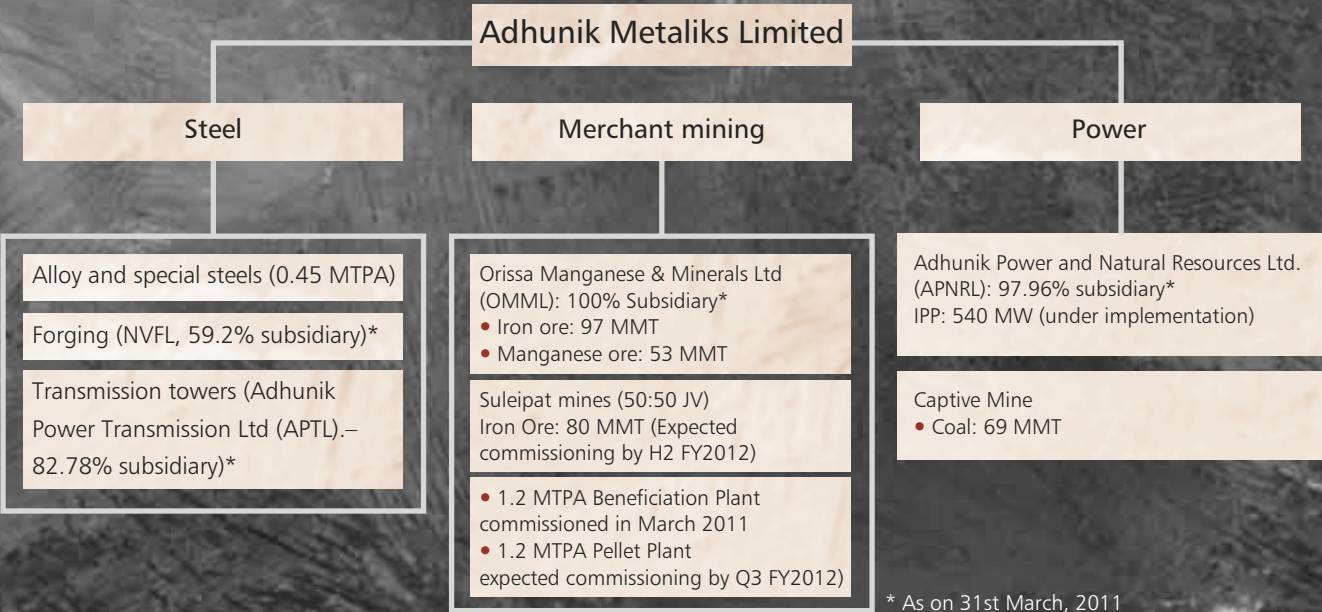 Adhunik Metaliks Limited
Steel
Merchant mining
Power
Alloy and special steels (0.45 MTPA)
Forging (NVFL, 59.2% subsidiary)*
Transmission towers (Adhunik
Power Transmission Ltd (APTL).–
82.78% subsidiary)*
Orissa Manganese & Minerals Ltd
(OMML): 100% Subsidiary*
• Iron ore: 97 MMT
• Manganese ore: 53 MMT
Suleipat mines (50:50 JV)
Iron Ore: 80 MMT (Expected
commissioning by H2 FY2012)
• 1.2 MTPA Beneficiation Plant
commissioned in March 2011
• 1.2 MTPA Pellet Plant
expected commissioning by Q3 FY2012)
Adhunik Power and Natural Resources Ltd.
(APNRL): 97.96% subsidiary*
IPP: 540 MW (under implementation)
Captive Mine
• Coal: 69 MMT
* As on 31st March, 2011